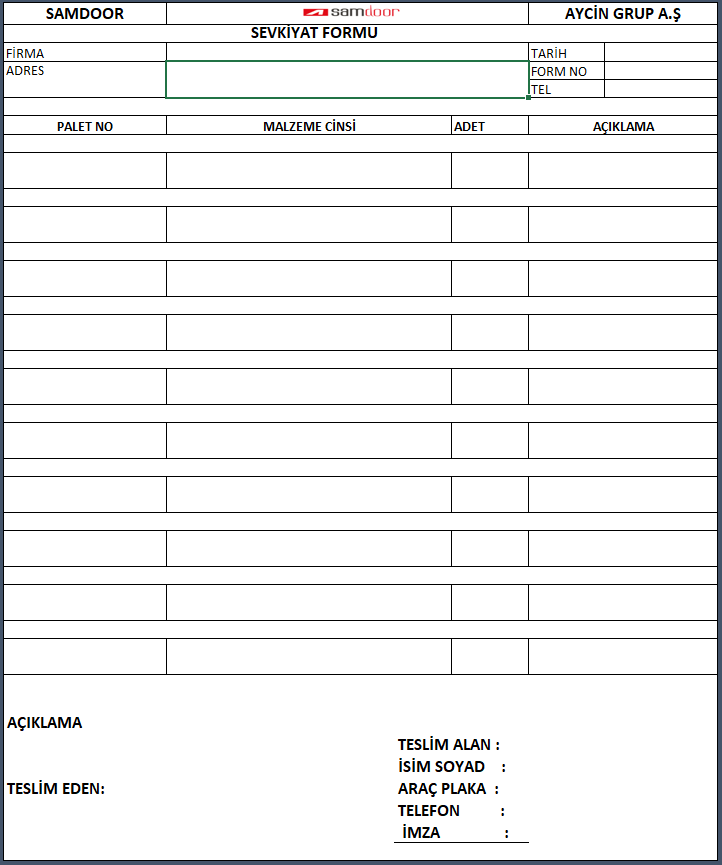 SAMDOOR samdoor AYCİN GRUP A.Ş
SEVKİYAT FORMU
FİRMA TARİH
ADRES FORM NO
TEL
PALET NO MALZEME CİNSİ ADET AÇIKLAMA
AÇIKLAMA
TESLİM ALAN :
İSİM SOYAD :
TESLİM EDEN: ARAÇ PLAKA :
TELEFON :
İMZA :